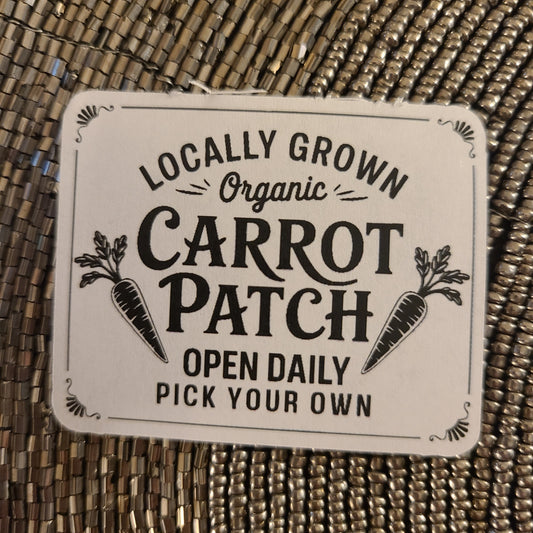 LOCALLY GROWN
Organic
CARROT
PATCH
OPEN DAILY
PICK YOUR OWN